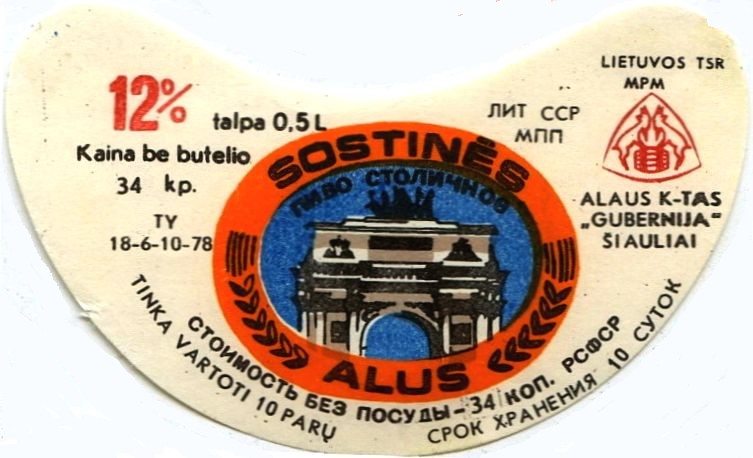 12%
talpa 0,5L
Kaina be butelio
34 kp.
ТУ
18-6-10-78
SOSTINĖS
ПИВО СТОЛИЧНОЕ
ALUS
ЛИТ ССР
МПП
LIETUVOS TSR
MPM
ALAUS K-TAS
„GUBERNIJA“
ŠIAULIAI
СТОИМОСТЬ БЕЗ ПОСУДЫ-34 КОП. РСФСР
TINKA VARTOTI 10 PARŲ
СРОК ХРАНЕНИЯ 10 СУТОК